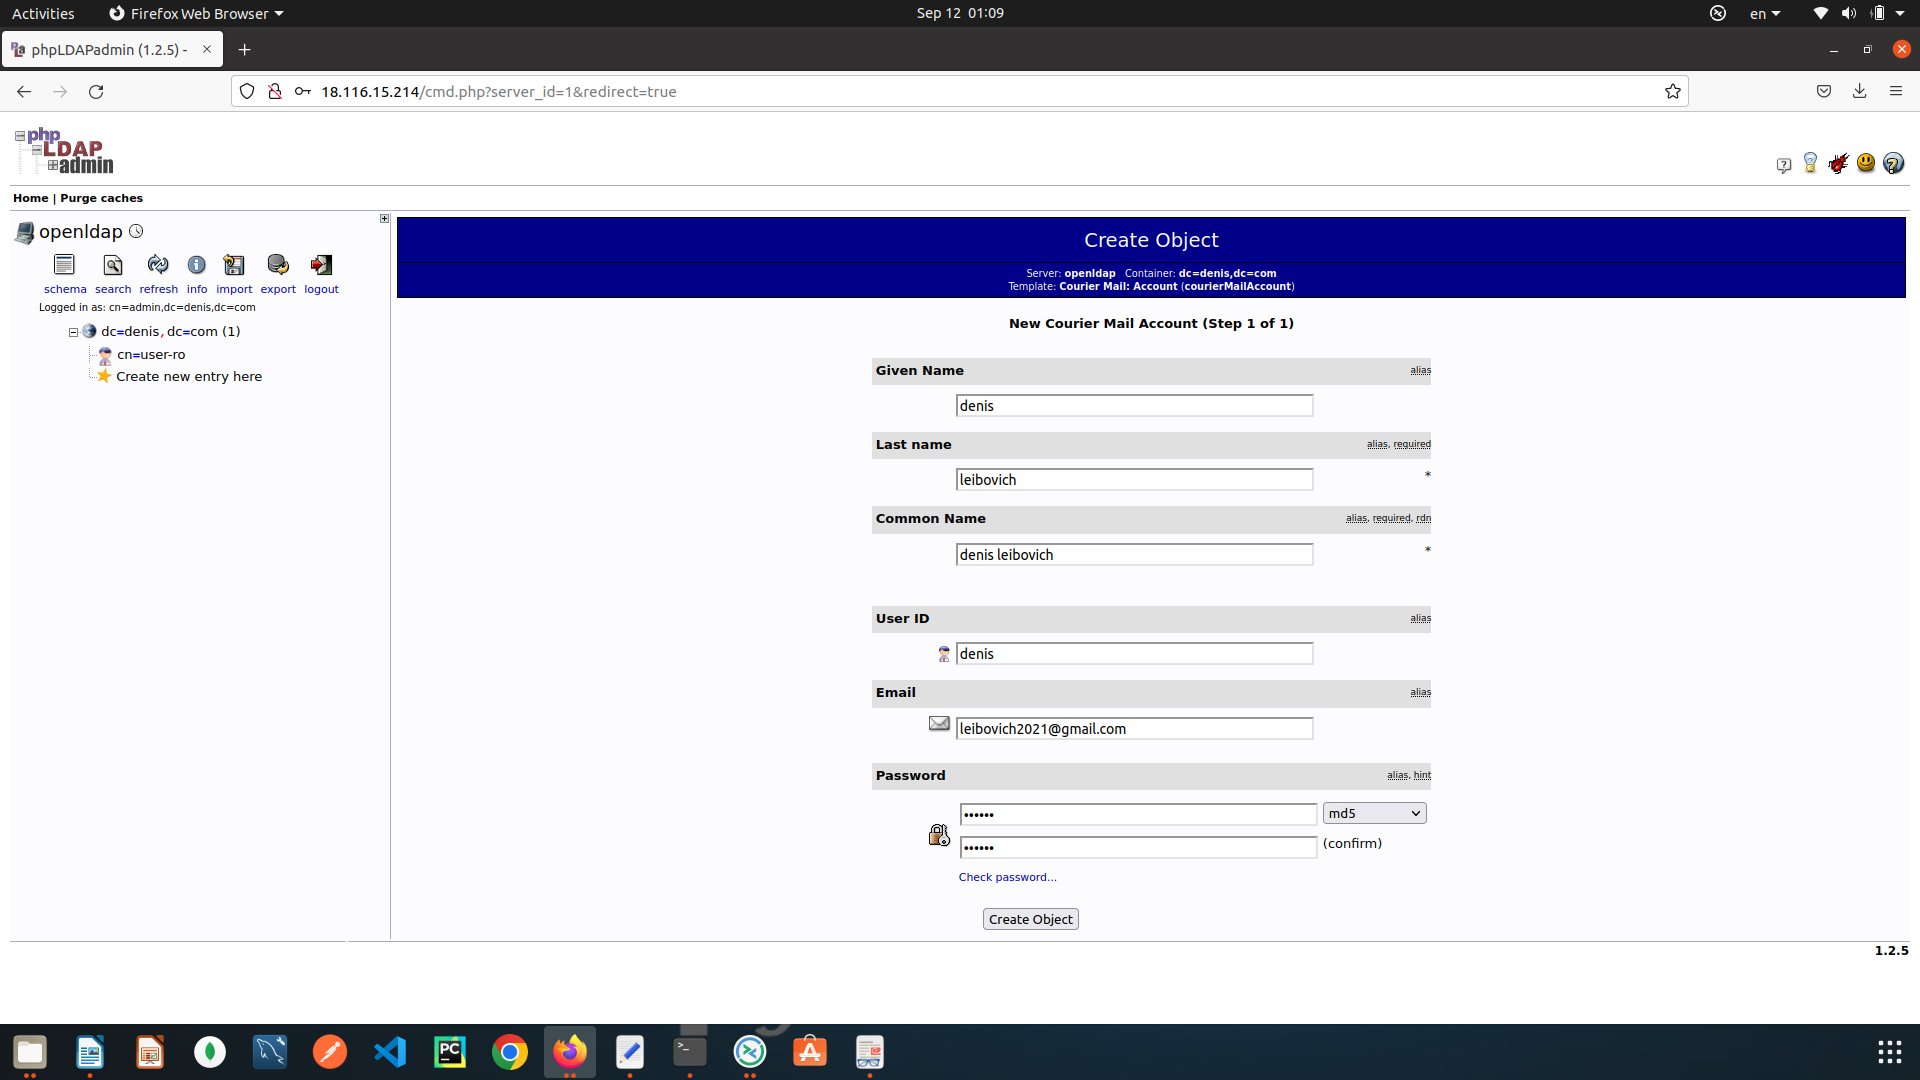 Activities
Firefox Web Browser
Sep 12 01:09
en
phpLDAPadmin (1.2.5) -
18.116.15.214/cmd.php?server_id=1&redirect=true
php
LDAP
admin
Home | Purge caches
openldap
schema
search
refresh
info
import
export
logout
Logged in as: cn=admin,dc=denis,dc=com
dc=denis,dc=com (1)
cn=user-ro
Create new entry here
Create Object
Server: openldap Container: dc=denis,dc=com
Template: Courier Mail: Account (courierMailAccount)
New Courier Mail Account (Step 1 of 1)
Given Name
alias
denis
Last name
alias, required
leibovich
*
Common Name
alias, required, rdn
denis leibovich
*
User ID
alias
denis
Email
alias
leibovich2021@gmail.com
Password
alias, hint
••••••
md5
••••••
(confirm)
Check password...
Create Object
1.2.5
PC